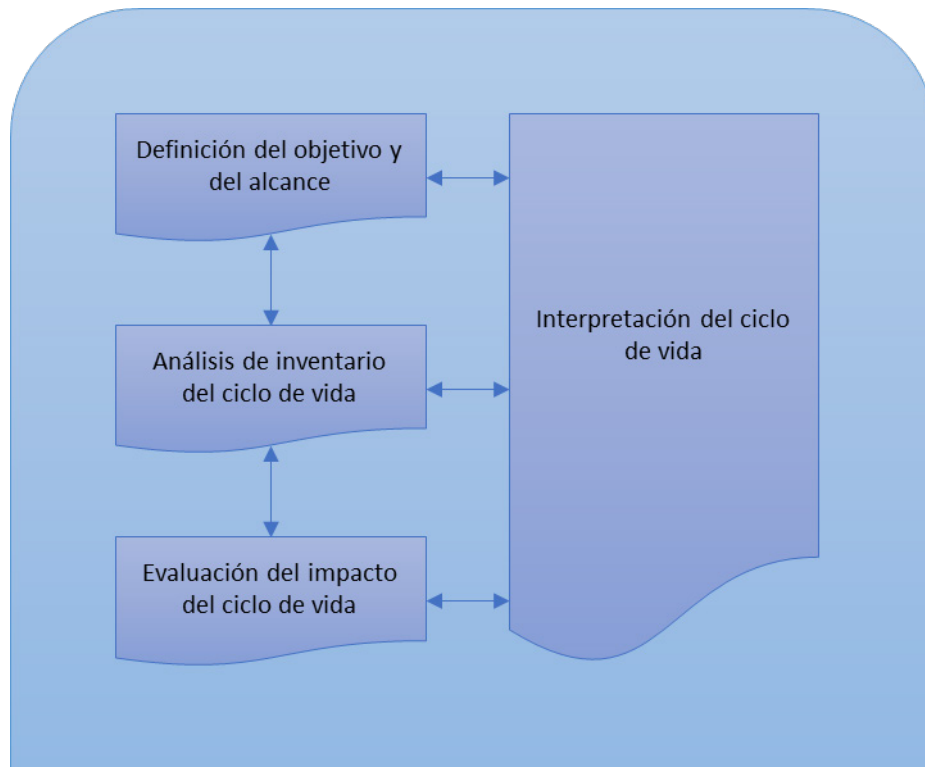 Definición del objetivo y
del alcance
Análisis de inventario
del ciclo de vida
Evaluación del impacto
del ciclo de vida
Interpretación del ciclo
de vida